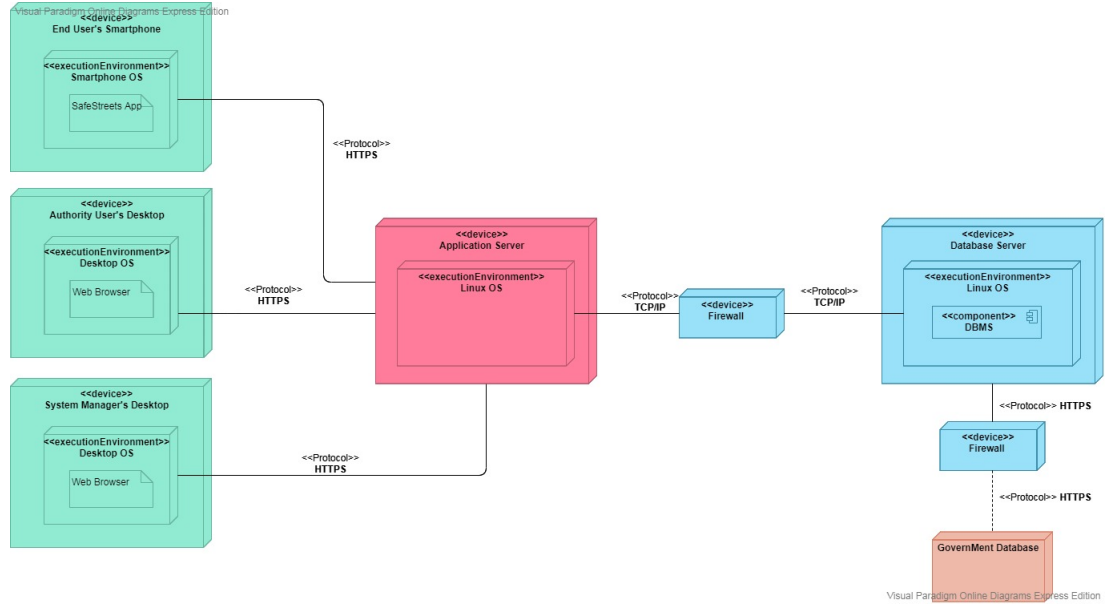 Visual Paradigm Online Diagrams Express Edition
<<device>>
End User's Smartphone
<<executionEnvironment>>
Smartphone OS
SafeStreets App
<<Protocol>>
HTTPS
<<device>>
Authority User's Desktop
<<executionEnvironment>>
Desktop OS
Web Browser
<<Protocol>>
HTTPS
<<device>>
System Manager's Desktop
<<executionEnvironment>>
Desktop OS
Web Browser
<<Protocol>>
HTTPS
<<device>>
Application Server
<<executionEnvironment>>
Linux OS
<<Protocol>>
TCP/IP
<<device>>
Firewall
<<Protocol>>
TCP/IP
<<device>>
Database Server
<<executionEnvironment>>
Linux OS
<<component>>
DBMS
<<Protocol>> HTTPS
<<device>>
Firewall
<<Protocol>> HTTPS
GovernMent Database
Visual Paradigm Online Diagrams Express Edition